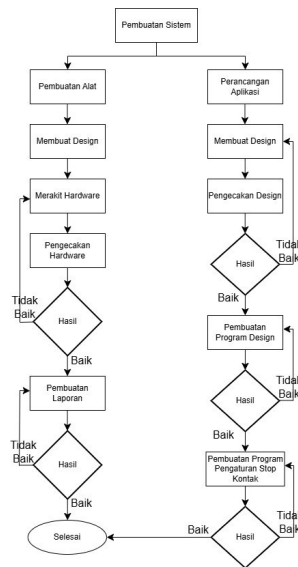 Pembuatan Sistem
Pembuatan Alat
Perancangan
Aplikasi
Membuat Design
Membuat Design
Merakit Hardware
Pengecakan Design
Pengecakan
Hardware
Hasil
Tidak
Baik
Tidak
Baik
Hasil
Baik
Baik
Pembuatan
Program Design
Pembuatan
Laporan
Hasil
Tidak
Baik
Tidak
Baik
Hasil
Baik
Pembuatan Program
Pengaturan Stop
Kontak
Baik
Selesai
Baik
Hasil
Tidak
Baik